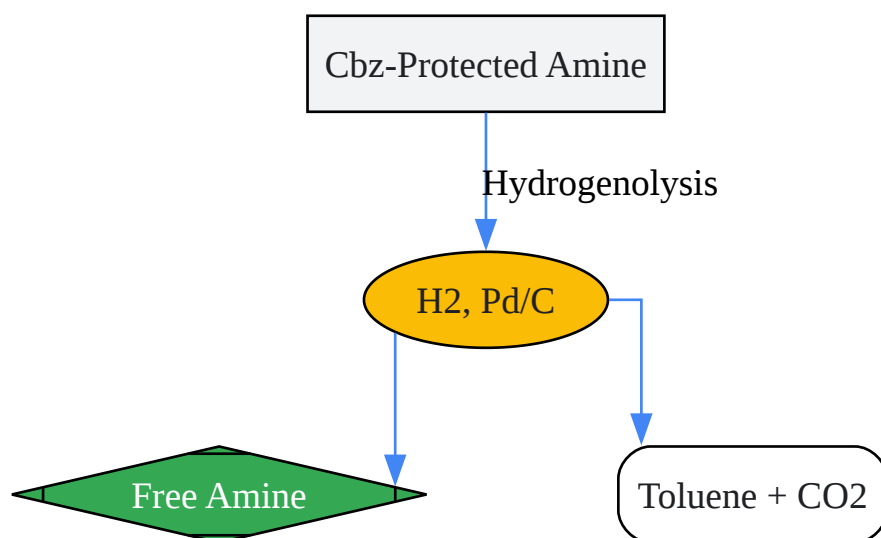 Cbz-Protected Amine
Hydrogenolysis
H2, Pd/C
Free Amine
Toluene + CO2